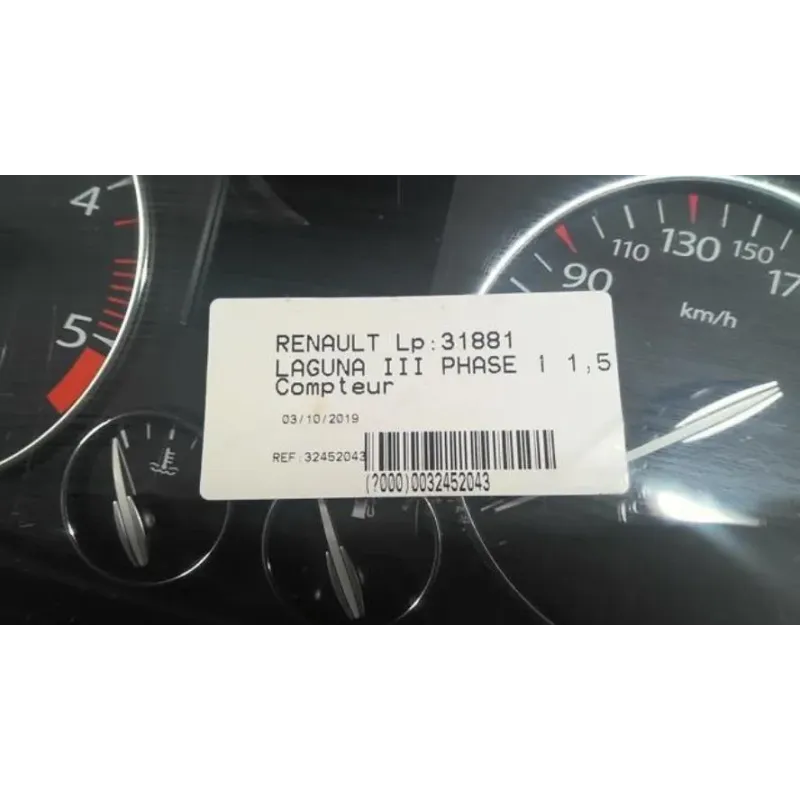 4
5
90
110
130
150
17
km/h
RENAULT Lp:31881
LAGUNA III PHASE 1 1,5
Compteur
03/10/2019
REF:32452043
(?000)0032452043